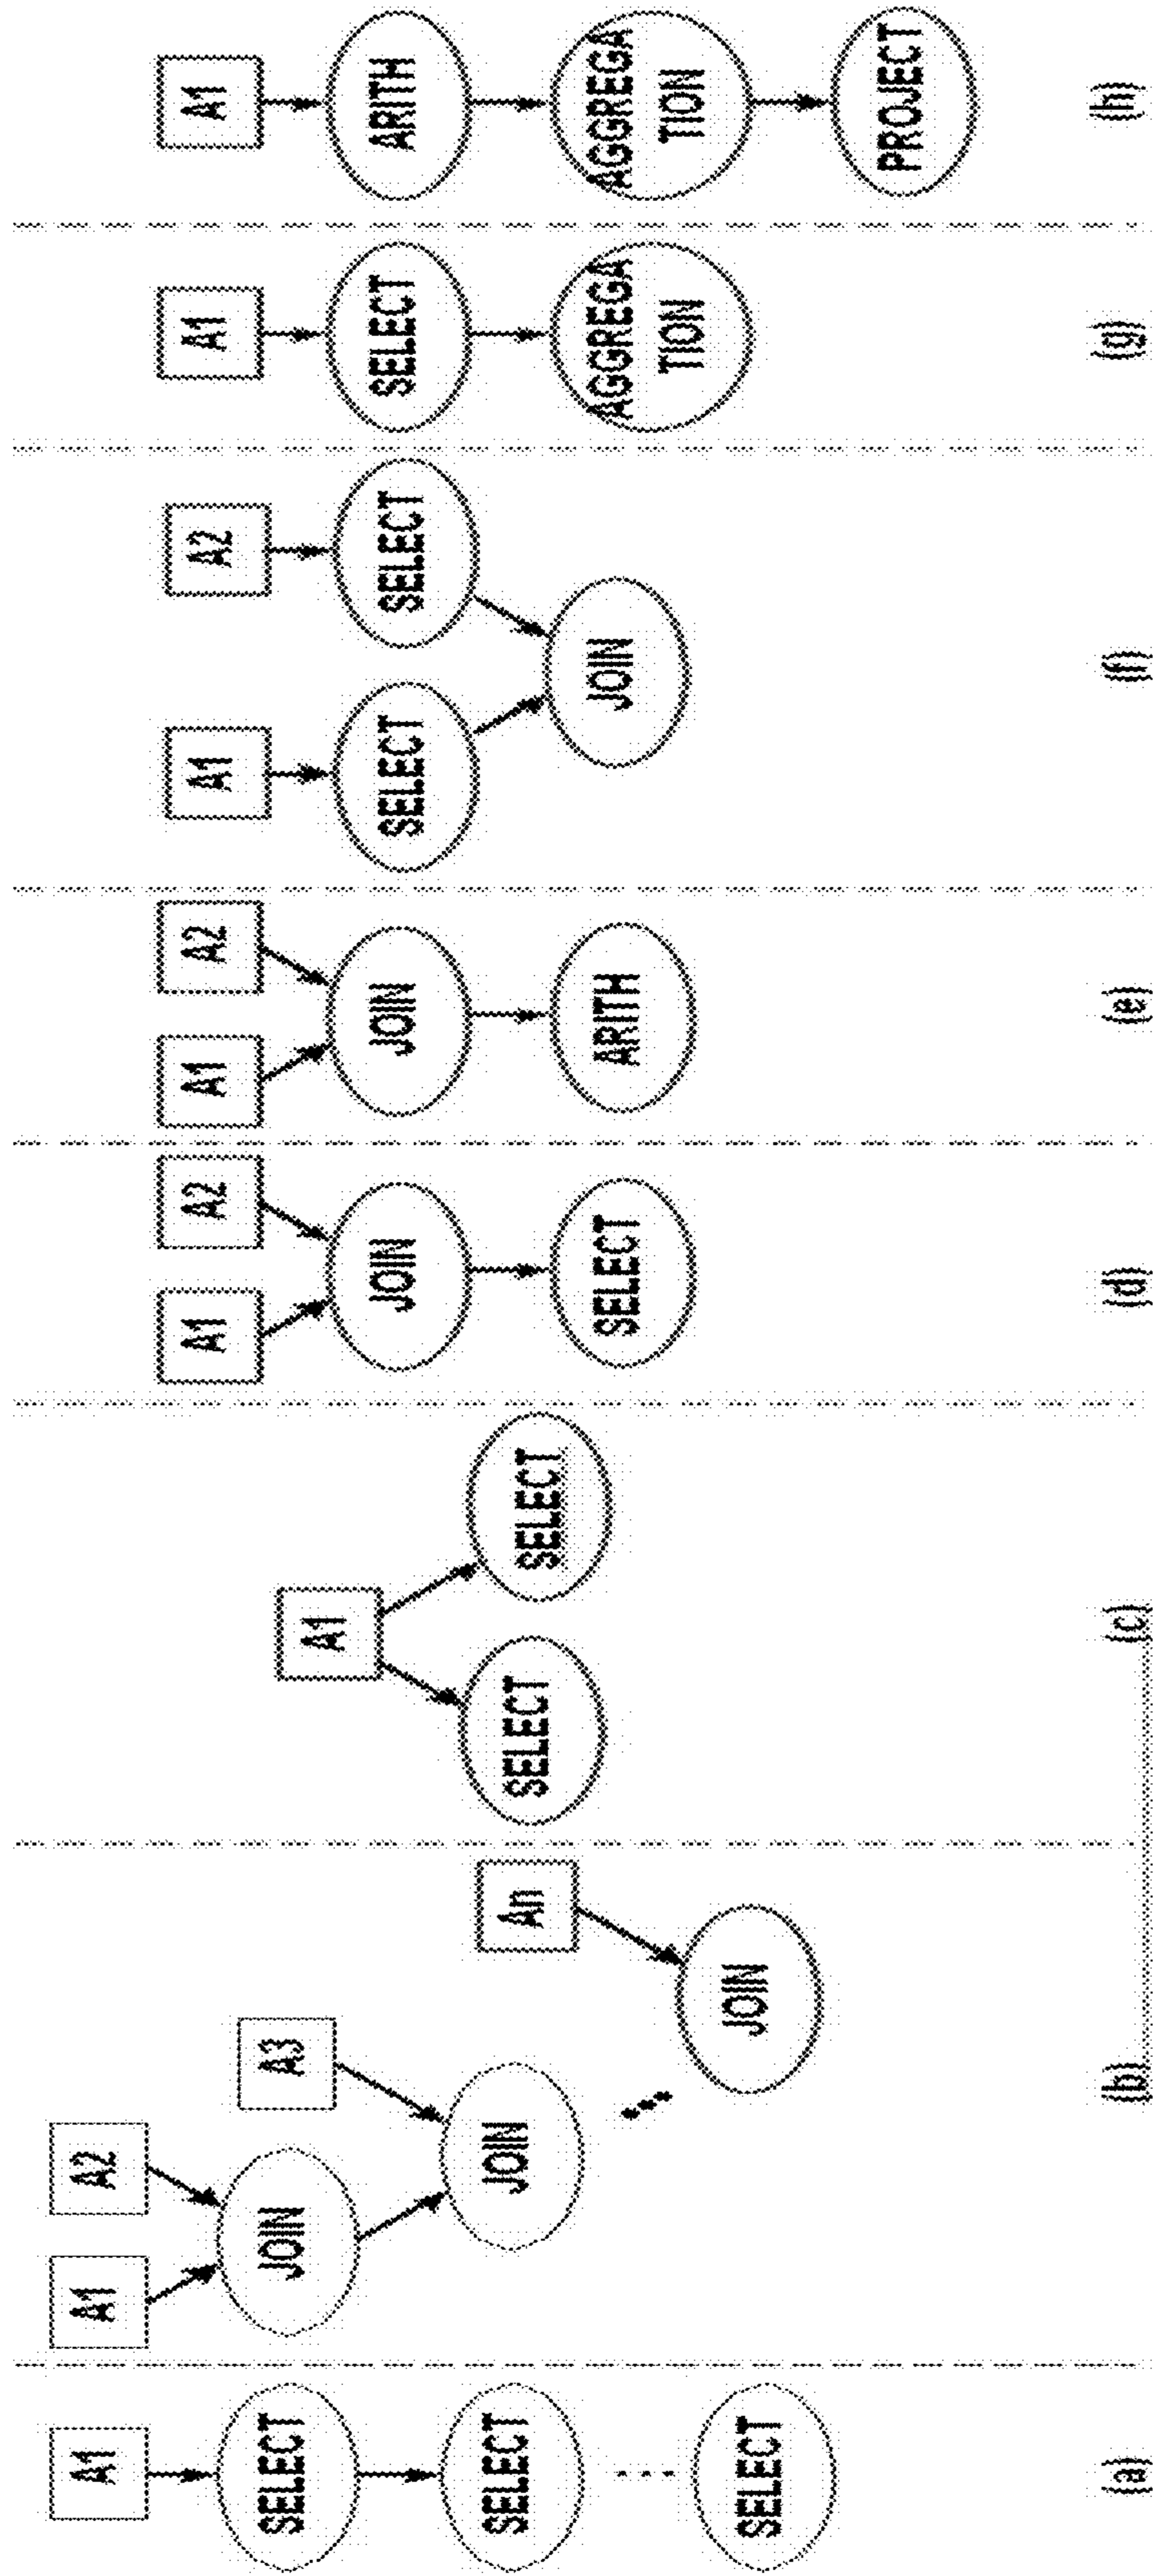 A1
SELECT
SELECT
SELECT
(a)
A1
A2
JOIN
A3
JOIN
An
JOIN
(b)
A1
SELECT
SELECT
(c)
A1
A2
JOIN
SELECT
(d)
A1
A2
JOIN
ARITH
(e)
A1
A2
SELECT
SELECT
JOIN
(f)
A1
SELECT
AGGREGA
TION
(g)
A1
ARITH
AGGREGA
TION
PROJECT
(h)